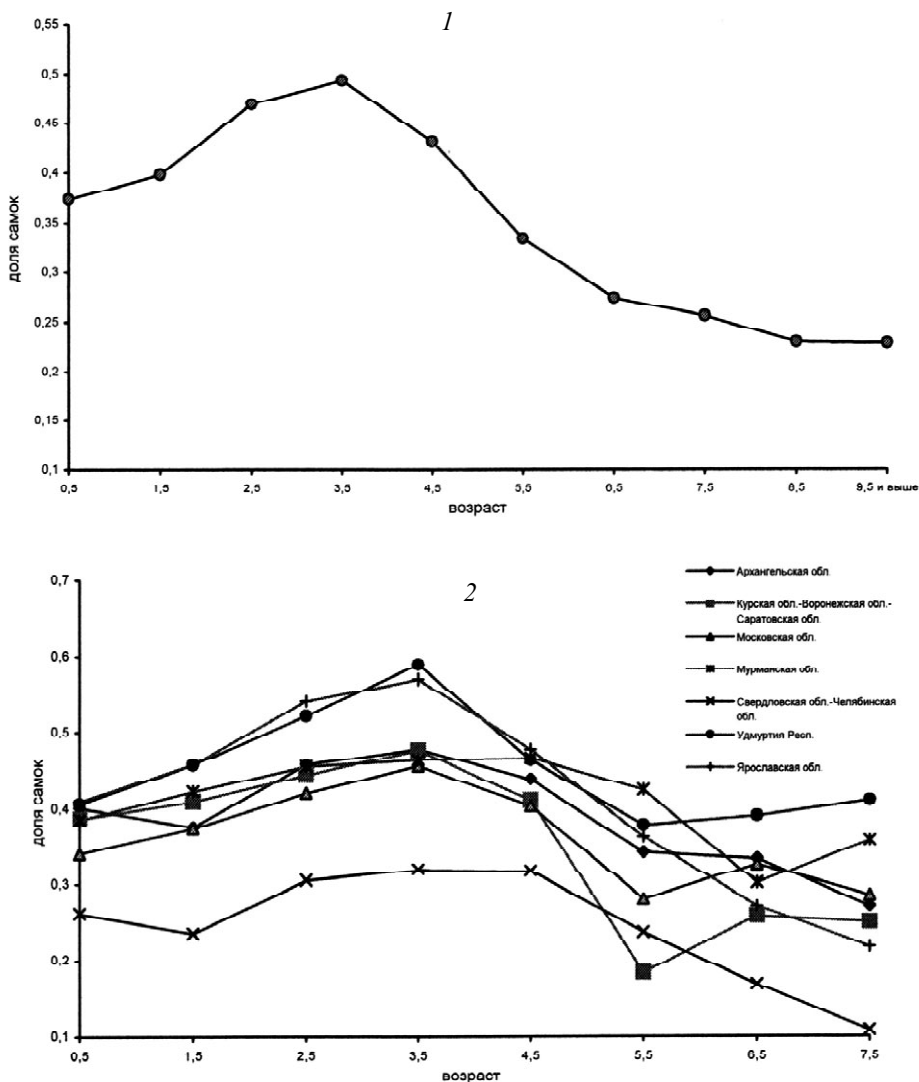 1
0,55
0,5
0,45
0,4
0,35
0,3
0,25
0,2
0,15
0,1
доля самок
0,5 1,5 2,5 3,5 4,5 5,5 6,5 7,5 8,5 9,5 и выше
возраст
2
0,7
0,6
0,5
0,4
0,3
0,2
0,1
доля самок
Архангельская обл.
Курская обл.-Воронежская обл.-
Саратовская обл.
Московская обл.
Мурманская обл.
Свердловская обл.-Челябинская
обл.
Удмуртия Респ.
Ярославская обл.
0,5 1,5 2,5 3,5 4,5 5,5 6,5 7,5
возраст